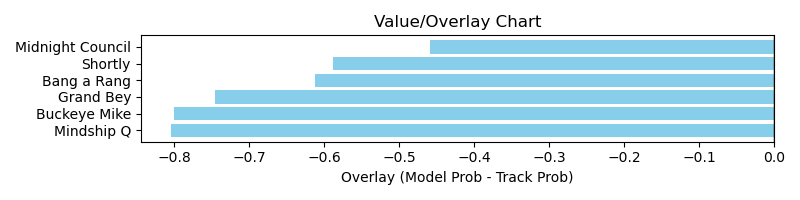 Value/Overlay Chart
Midnight Council
Shortly
Bang a Rang
Grand Bey
Buckeye Mike
Mindship Q
−0.8 −0.7 −0.6 −0.5 −0.4 −0.3 −0.2 −0.1 0.0
Overlay (Model Prob - Track Prob)